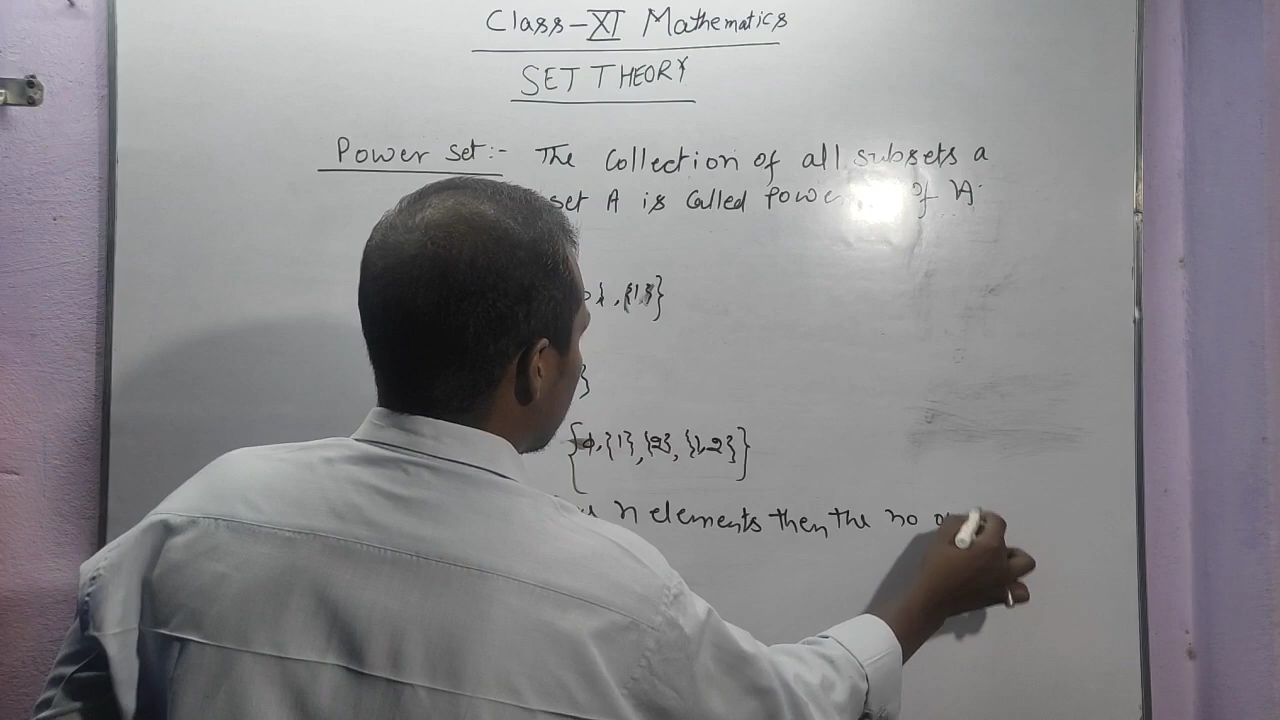 Class-XI Mathematics
SET THEORY
Power set:- The collection of all subsets a
set A is called Power of A.
, {1}}
}
{ϕ, {1}, {2}, {1,2}}
n elements then the no